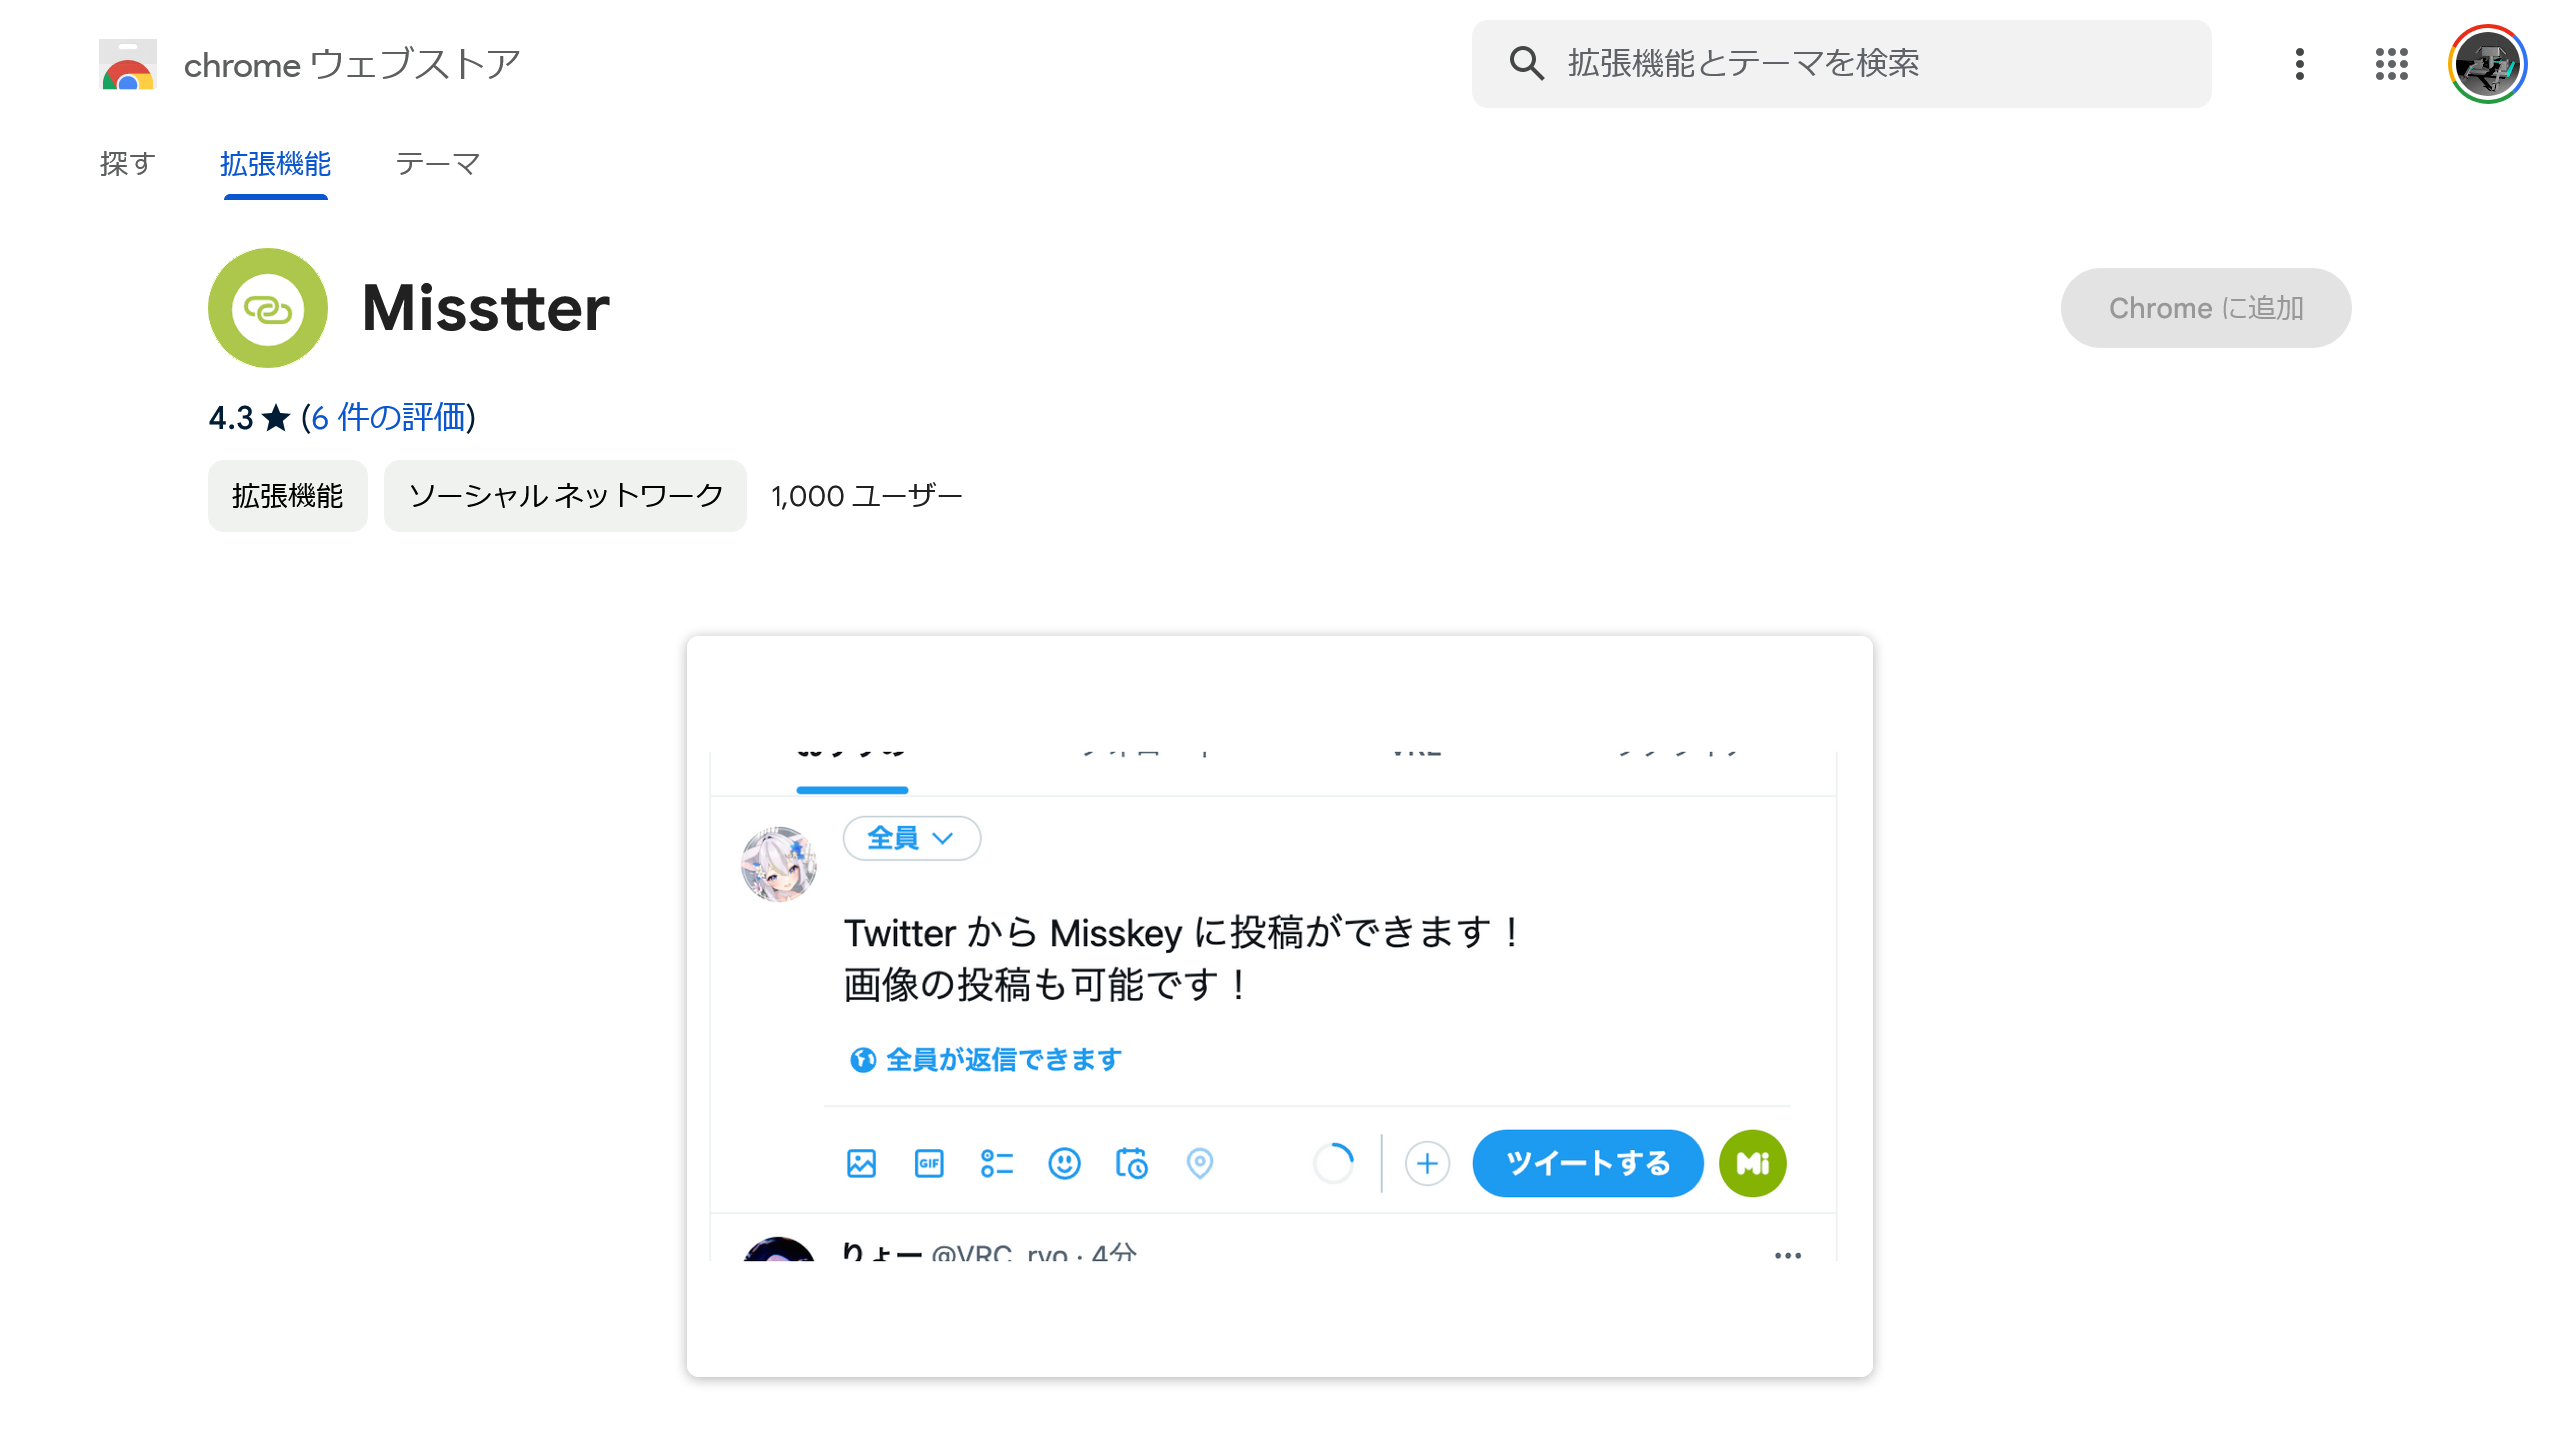 chrome ウェブストア
拡張機能とテーマを検索
探す
拡張機能
テーマ
Misstter
Chrome に追加
4.3 ★ (6 件の評価)
拡張機能
ソーシャル ネットワーク
1,000 ユーザー
全員
Twitter から Misskey に投稿ができます！
画像の投稿も可能です！
全員が返信できます
GIF
ツイートする
Mi
りょー @VRC_ryo · 4分